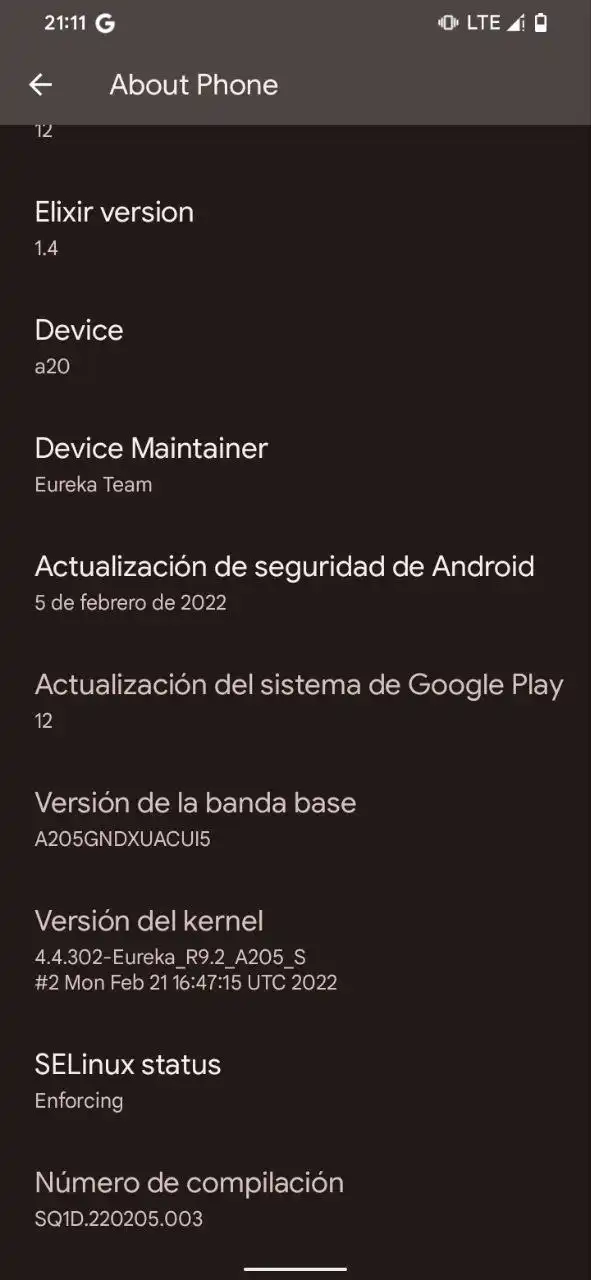 21:11 G LTE
About Phone
12
Elixir version
1.4
Device
a20
Device Maintainer
Eureka Team
Actualización de seguridad de Android
5 de febrero de 2022
Actualización del sistema de Google Play
12
Versión de la banda base
A205GNDXUACUI5
Versión del kernel
4.4.302-Eureka_R9.2_A205_S
#2 Mon Feb 21 16:47:15 UTC 2022
SELinux status
Enforcing
Número de compilación
SQ1D.220205.003